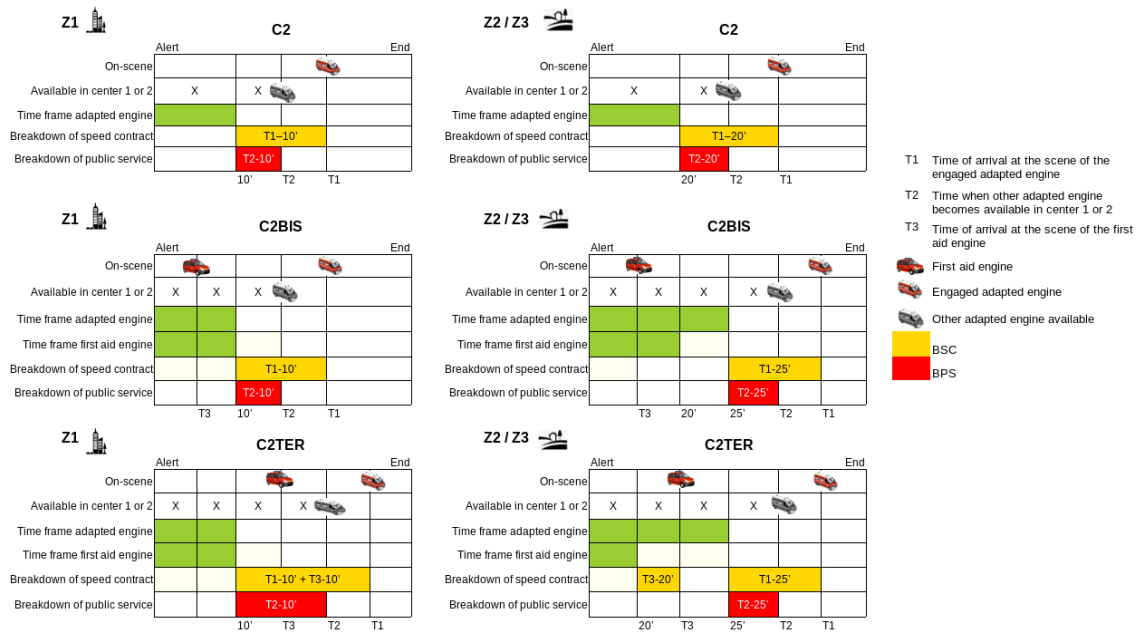 Z1
C2
Alert
End
On-scene
Available in center 1 or 2
X
X
Time frame adapted engine
Breakdown of speed contract
T1–10’
Breakdown of public service
T2-10’
10’
T2
T1
Z2 / Z3
C2
Alert
End
On-scene
Available in center 1 or 2
X
X
Time frame adapted engine
Breakdown of speed contract
T1–20’
Breakdown of public service
T2-20’
20’
T2
T1
Z1
C2BIS
Alert
End
On-scene
Available in center 1 or 2
X
X
X
Time frame adapted engine
Time frame first aid engine
Breakdown of speed contract
T1-10’
Breakdown of public service
T2-10’
T3
10’
T2
T1
Z2 / Z3
C2BIS
Alert
End
On-scene
Available in center 1 or 2
X
X
X
X
Time frame adapted engine
Time frame first aid engine
Breakdown of speed contract
T1-25’
Breakdown of public service
T2-25’
T3
20’
25’
T2
T1
Z1
C2TER
Alert
End
On-scene
Available in center 1 or 2
X
X
X
X
Time frame adapted engine
Time frame first aid engine
Breakdown of speed contract
T1-10’ + T3-10’
Breakdown of public service
T2-10’
10’
T3
T2
T1
Z2 / Z3
C2TER
Alert
End
On-scene
Available in center 1 or 2
X
X
X
X
Time frame adapted engine
Time frame first aid engine
Breakdown of speed contract
T3-20’
T1-25’
Breakdown of public service
T2-25’
20’
T3
25’
T2
T1
T1 Time of arrival at the scene of the
engaged adapted engine
T2 Time when other adapted engine
becomes available in center 1 or 2
T3 Time of arrival at the scene of the first
aid engine
First aid engine
Engaged adapted engine
Other adapted engine available
BSC
BPS